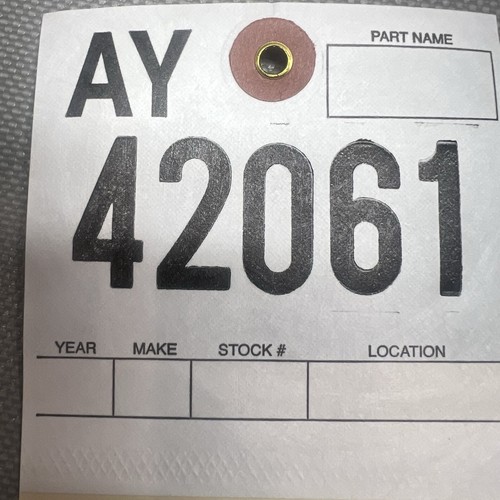 AY
PART NAME
42061
YEAR MAKE STOCK # LOCATION